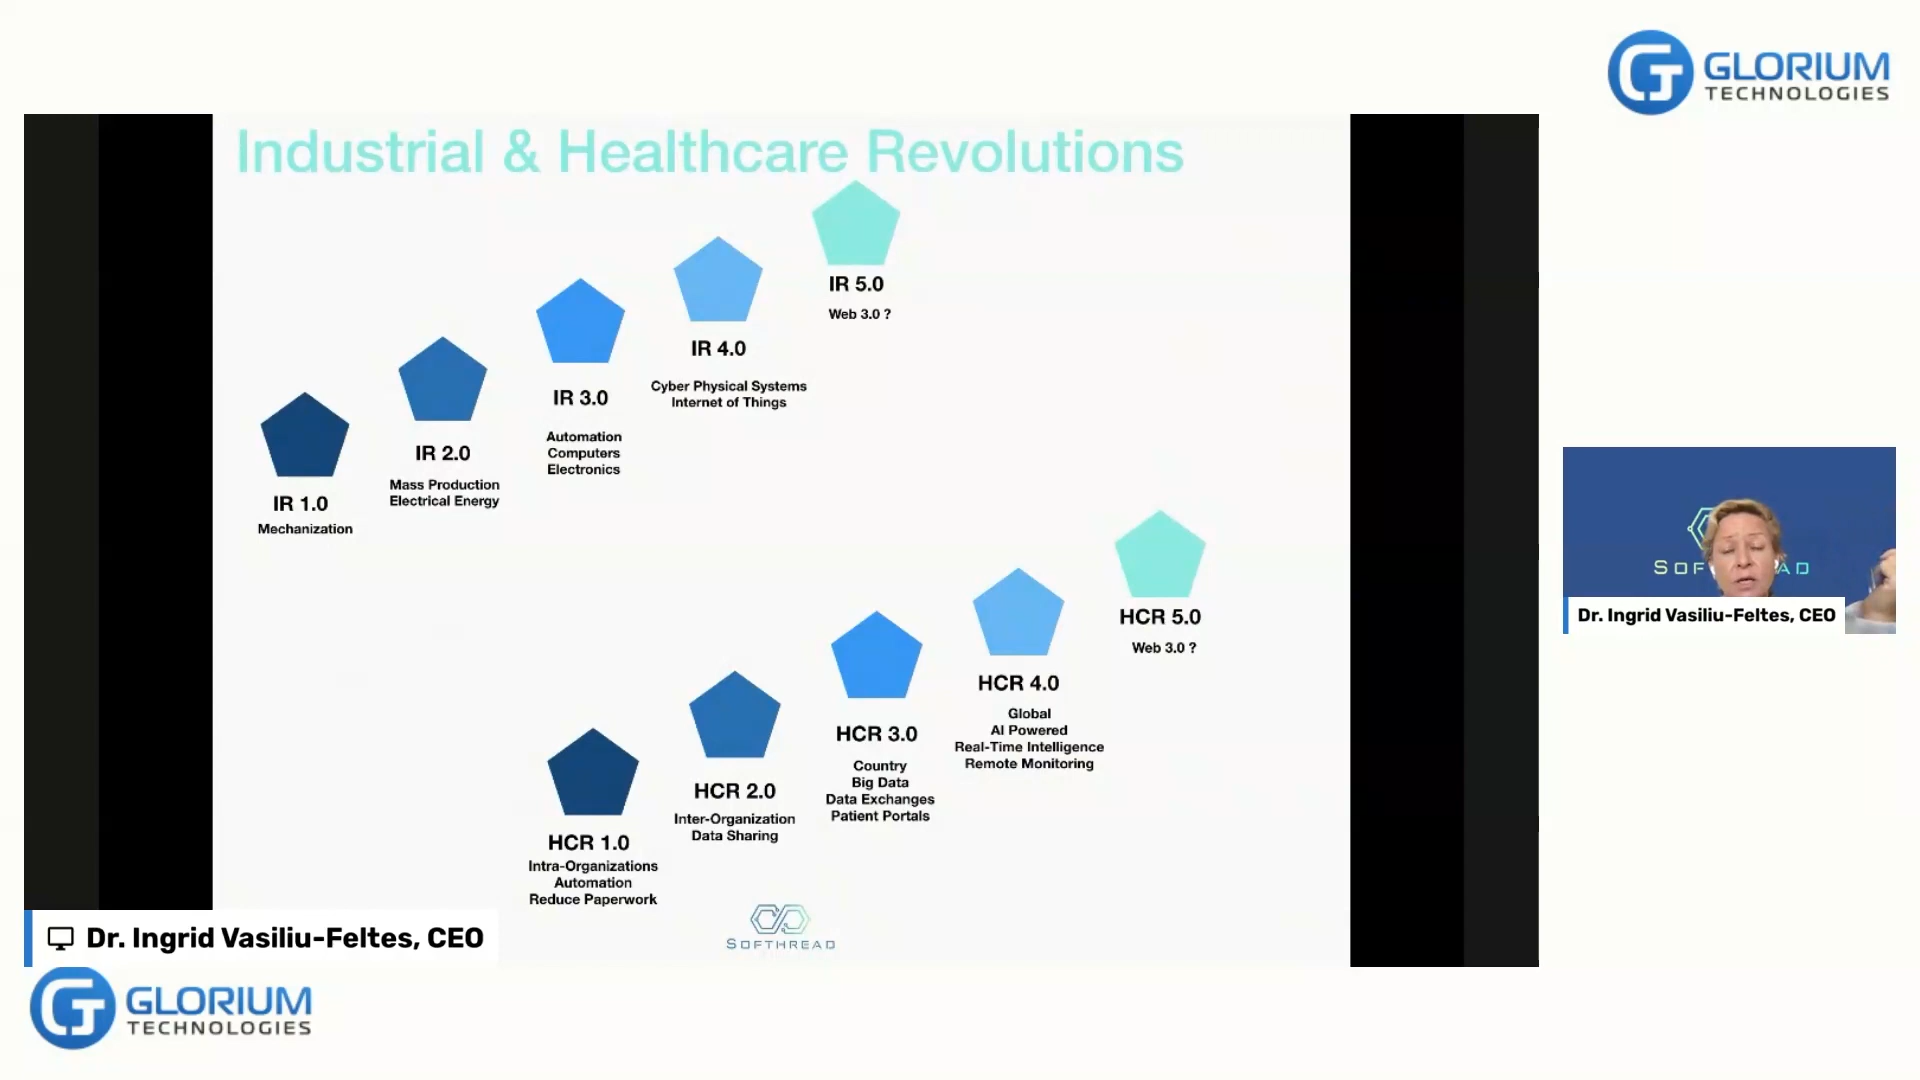 GLORIUM
TECHNOLOGIES
Industrial & Healthcare Revolutions
IR 5.0
Web 3.0 ?
IR 4.0
Cyber Physical Systems
Internet of Things
IR 3.0
Automation
Computers
Electronics
IR 2.0
Mass Production
Electrical Energy
IR 1.0
Mechanization
HCR 5.0
Web 3.0 ?
HCR 4.0
Global
AI Powered
Real-Time Intelligence
Remote Monitoring
HCR 3.0
Country
Big Data
Data Exchanges
Patient Portals
HCR 2.0
Inter-Organization
Data Sharing
HCR 1.0
Intra-Organizations
Automation
Reduce Paperwork
SOFTHREAD
Dr. Ingrid Vasiliu-Feltes, CEO
GLORIUM
TECHNOLOGIES
SOF AD
Dr. Ingrid Vasiliu-Feltes, CEO